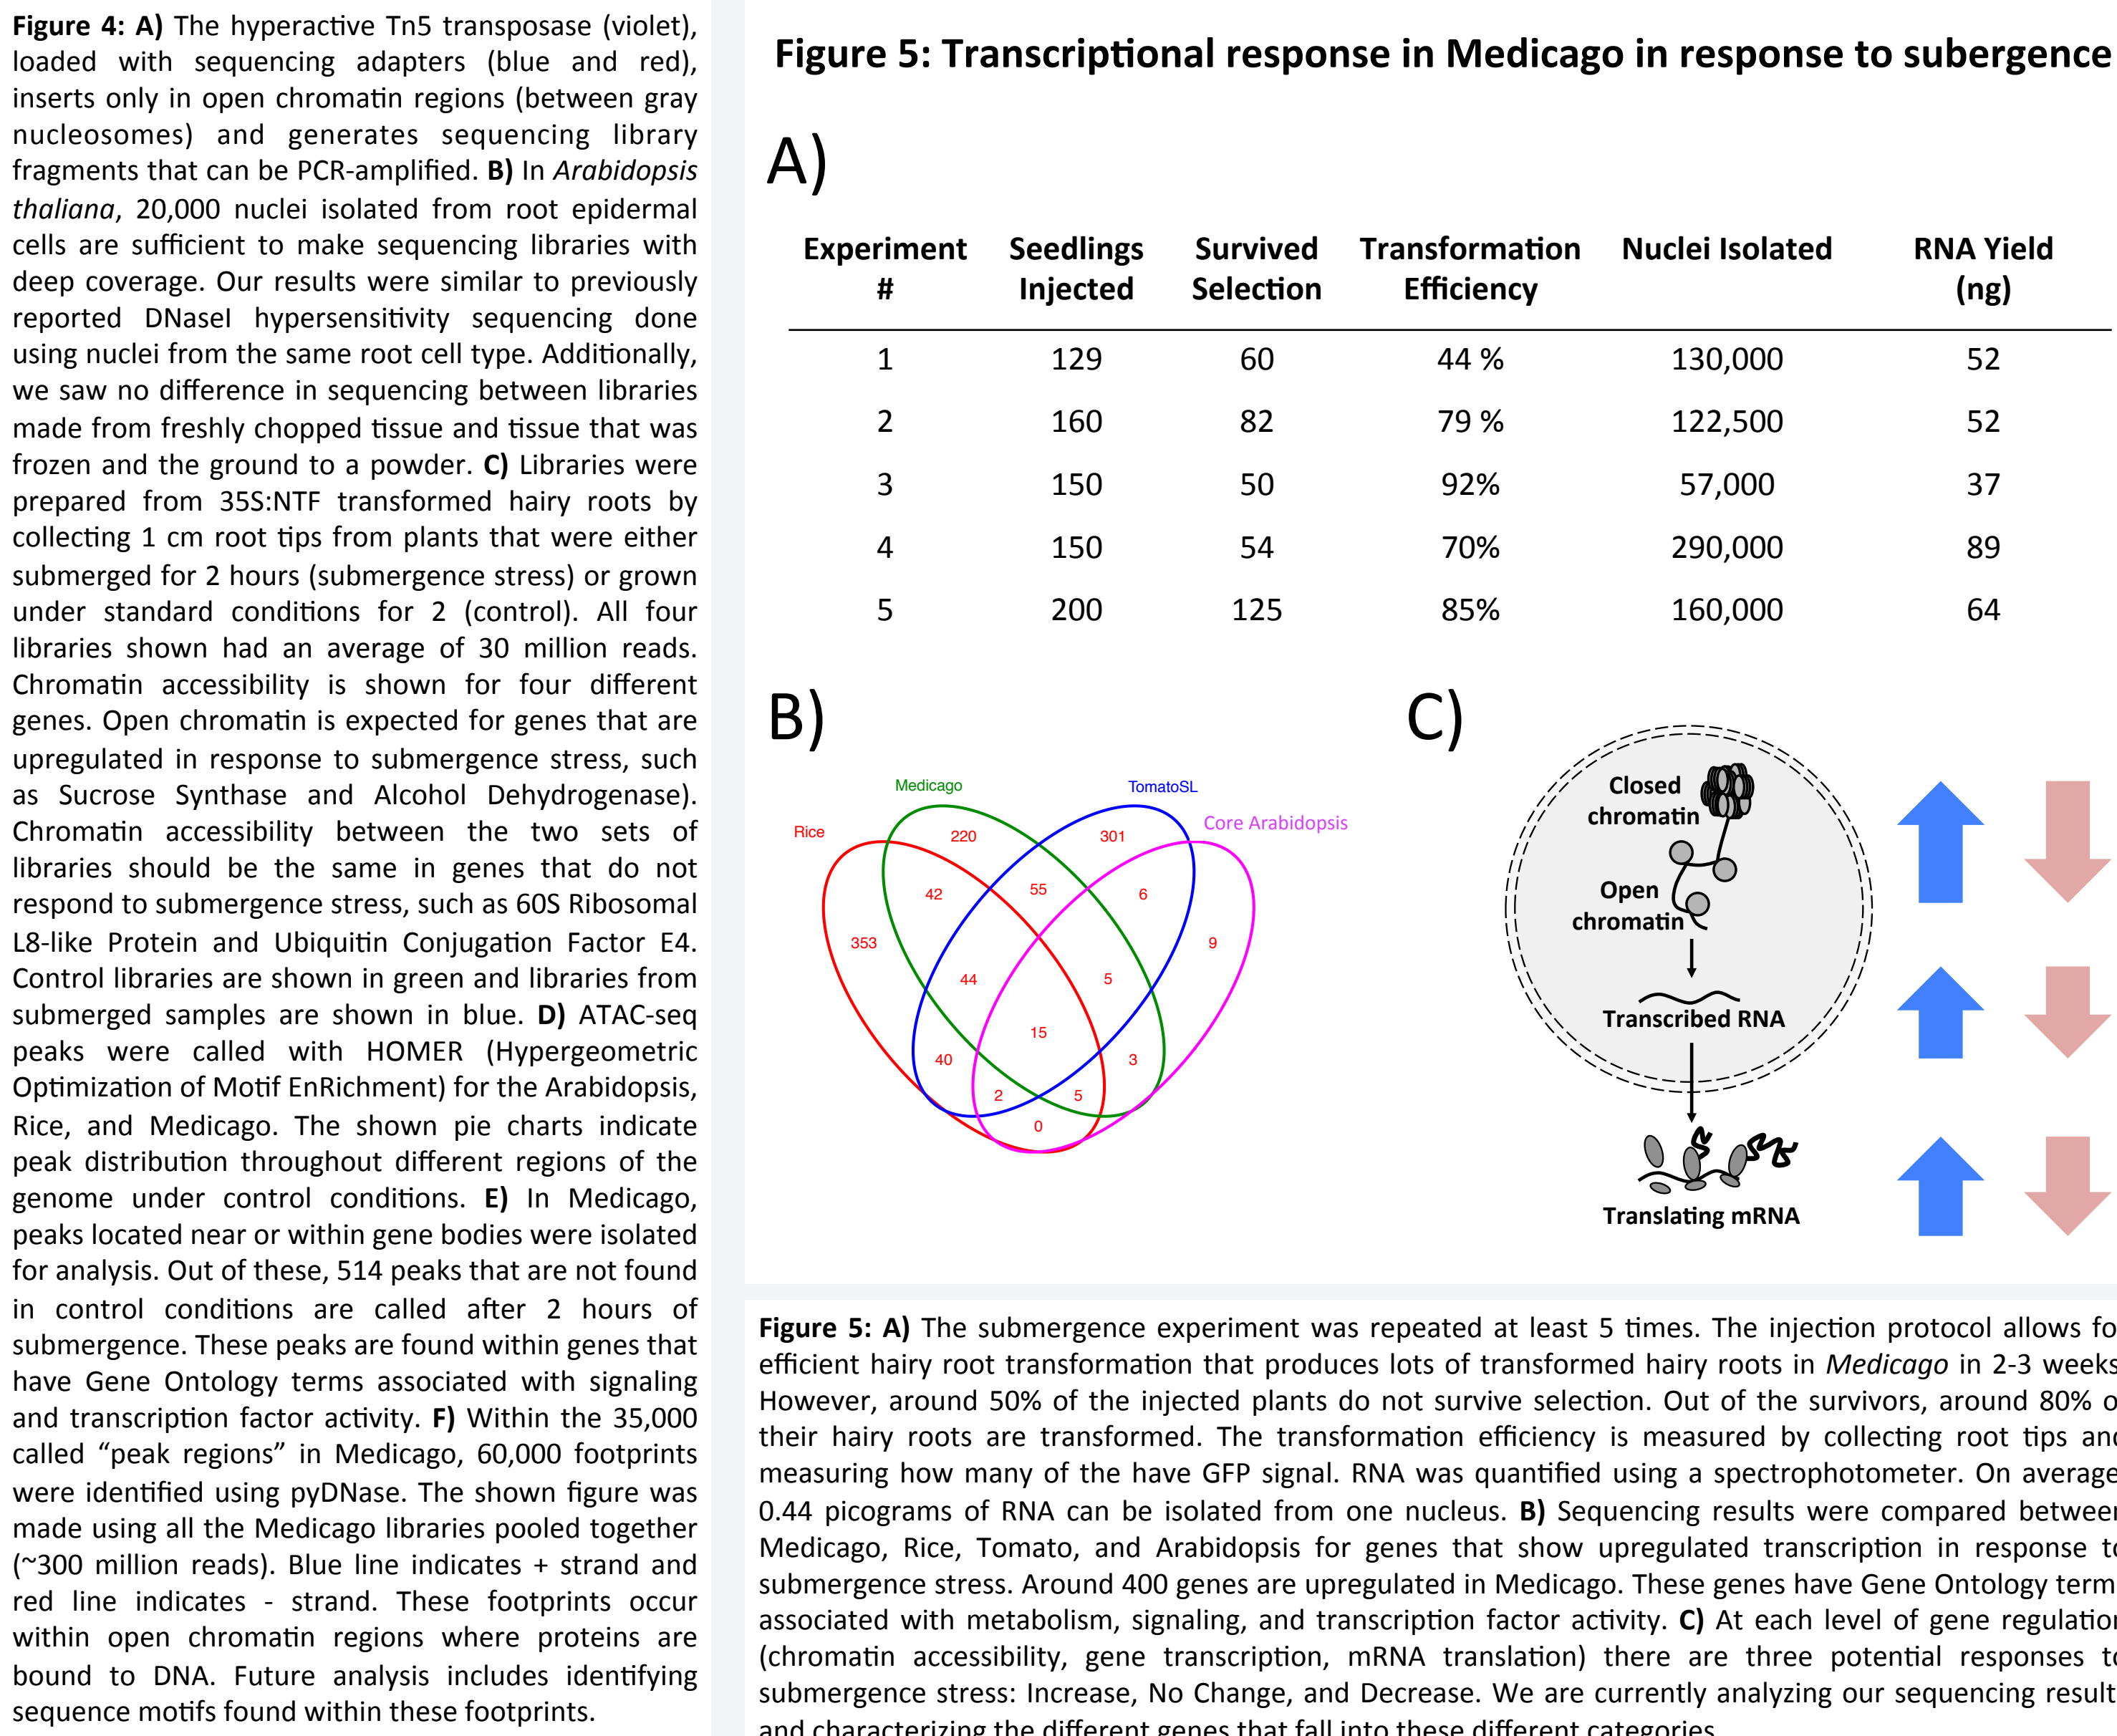 Figure 4: A) The hyperactive Tn5 transposase (violet),
loaded with sequencing adapters (blue and red),
inserts only in open chromatin regions (between gray
nucleosomes) and generates sequencing library
fragments that can be PCR-amplified. B) In Arabidopsis
thaliana, 20,000 nuclei isolated from root epidermal
cells are sufficient to make sequencing libraries with
deep coverage. Our results were similar to previously
reported DNaseI hypersensitivity sequencing done
using nuclei from the same root cell type. Additionally,
we saw no difference in sequencing between libraries
made from freshly chopped tissue and tissue that was
frozen and the ground to a powder. C) Libraries were
prepared from 35S:NTF transformed hairy roots by
collecting 1 cm root tips from plants that were either
submerged for 2 hours (submergence stress) or grown
under standard conditions for 2 (control). All four
libraries shown had an average of 30 million reads.
Chromatin accessibility is shown for four different
genes. Open chromatin is expected for genes that are
upregulated in response to submergence stress, such
as Sucrose Synthase and Alcohol Dehydrogenase).
Chromatin accessibility between the two sets of
libraries should be the same in genes that do not
respond to submergence stress, such as 60S Ribosomal
L8-like Protein and Ubiquitin Conjugation Factor E4.
Control libraries are shown in green and libraries from
submerged samples are shown in blue. D) ATAC-seq
peaks were called with HOMER (Hypergeometric
Optimization of Motif EnRichment) for the Arabidopsis,
Rice, and Medicago. The shown pie charts indicate
peak distribution throughout different regions of the
genome under control conditions. E) In Medicago,
peaks located near or within gene bodies were isolated
for analysis. Out of these, 514 peaks that are not found
in control conditions are called after 2 hours of
submergence. These peaks are found within genes that
have Gene Ontology terms associated with signaling
and transcription factor activity. F) Within the 35,000
called “peak regions” in Medicago, 60,000 footprints
were identified using pyDNase. The shown figure was
made using all the Medicago libraries pooled together
(~300 million reads). Blue line indicates + strand and
red line indicates - strand. These footprints occur
within open chromatin regions where proteins are
bound to DNA. Future analysis includes identifying
sequence motifs found within these footprints.
Figure 5: Transcriptional response in Medicago in response to subergence
A)
Experiment # Seedlings Injected Survived Selection Transformation Efficiency Nuclei Isolated RNA Yield (ng)
1 129 60 44 % 130,000 52
2 160 82 79 % 122,500 52
3 150 50 92% 57,000 37
4 150 54 70% 290,000 89
5 200 125 85% 160,000 64
B)
Medicago
TomatoSL
Core Arabidopsis
Rice
220
301
42
55
6
353
9
44
5
15
40
3
2
5
0
C)
Closed
chromatin
Open
chromatin
Transcribed RNA
Translating mRNA
Figure 5: A) The submergence experiment was repeated at least 5 times. The injection protocol allows fo
efficient hairy root transformation that produces lots of transformed hairy roots in Medicago in 2-3 weeks
However, around 50% of the injected plants do not survive selection. Out of the survivors, around 80% o
their hairy roots are transformed. The transformation efficiency is measured by collecting root tips and
measuring how many of the have GFP signal. RNA was quantified using a spectrophotometer. On average
0.44 picograms of RNA can be isolated from one nucleus. B) Sequencing results were compared between
Medicago, Rice, Tomato, and Arabidopsis for genes that show upregulated transcription in response to
submergence stress. Around 400 genes are upregulated in Medicago. These genes have Gene Ontology term
associated with metabolism, signaling, and transcription factor activity. C) At each level of gene regulation
(chromatin accessibility, gene transcription, mRNA translation) there are three potential responses to
submergence stress: Increase, No Change, and Decrease. We are currently analyzing our sequencing result
and characterizing the different genes that fall into these different categories.